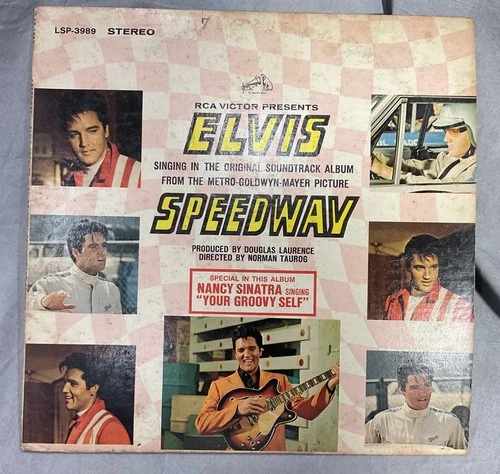 LSP-3989 STEREO
RCA VICTOR PRESENTS
ELVIS
SINGING IN THE ORIGINAL SOUNDTRACK ALBUM
FROM THE METRO-GOLDWYN-MAYER PICTURE
SPEEDWAY
PRODUCED BY DOUGLAS LAURENCE
DIRECTED BY NORMAN TAUROG
SPECIAL IN THIS ALBUM
NANCY SINATRA SINGING
"YOUR GROOVY SELF"